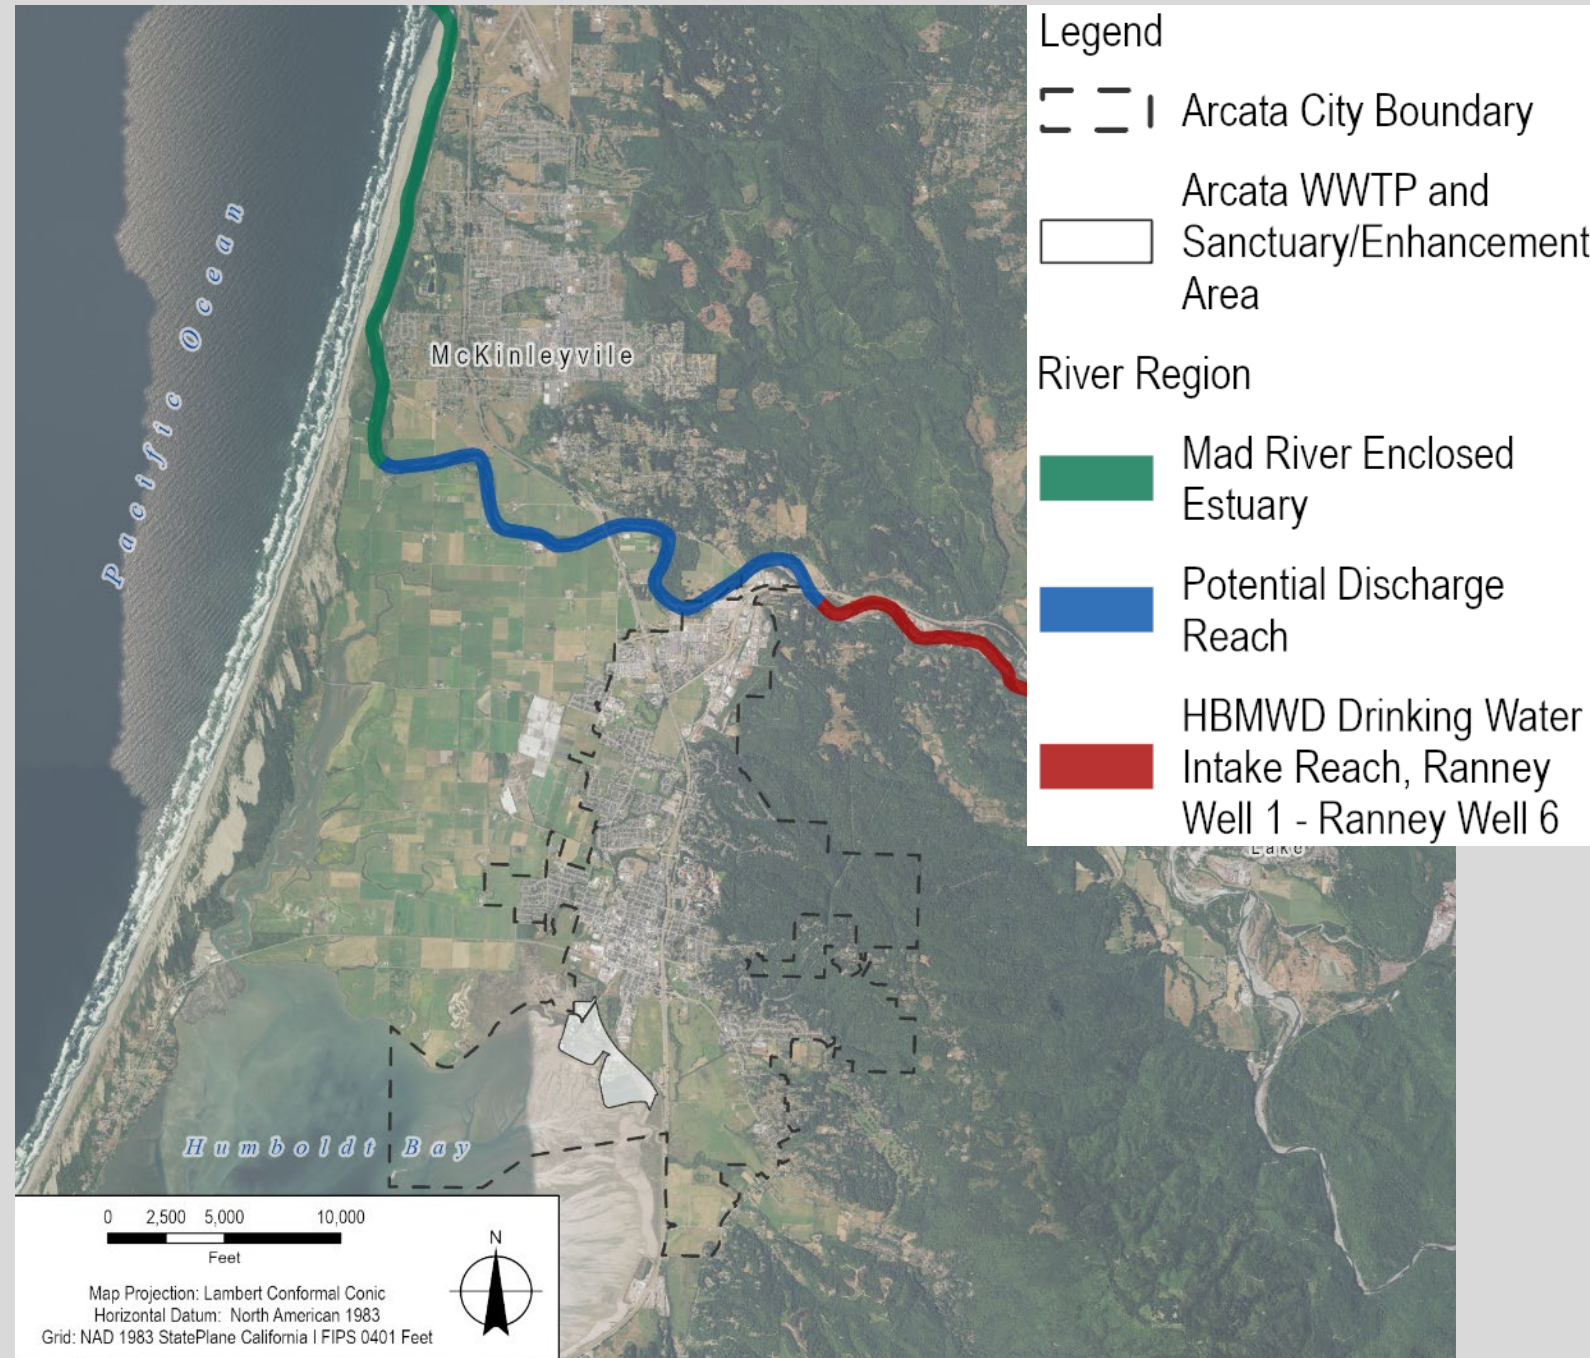 Legend
Arcata City Boundary
Arcata WWTP and
Sanctuary/Enhancement
Area
River Region
Mad River Enclosed
Estuary
Potential Discharge
Reach
HBMWD Drinking Water
Intake Reach, Ranney
Well 1 - Ranney Well 6
Pacific Ocean
McKinleyvile
Lake
Humboldt Bay
0 2,500 5,000 10,000
Feet
N
Map Projection: Lambert Conformal Conic
Horizontal Datum: North American 1983
Grid: NAD 1983 StatePlane California I FIPS 0401 Feet